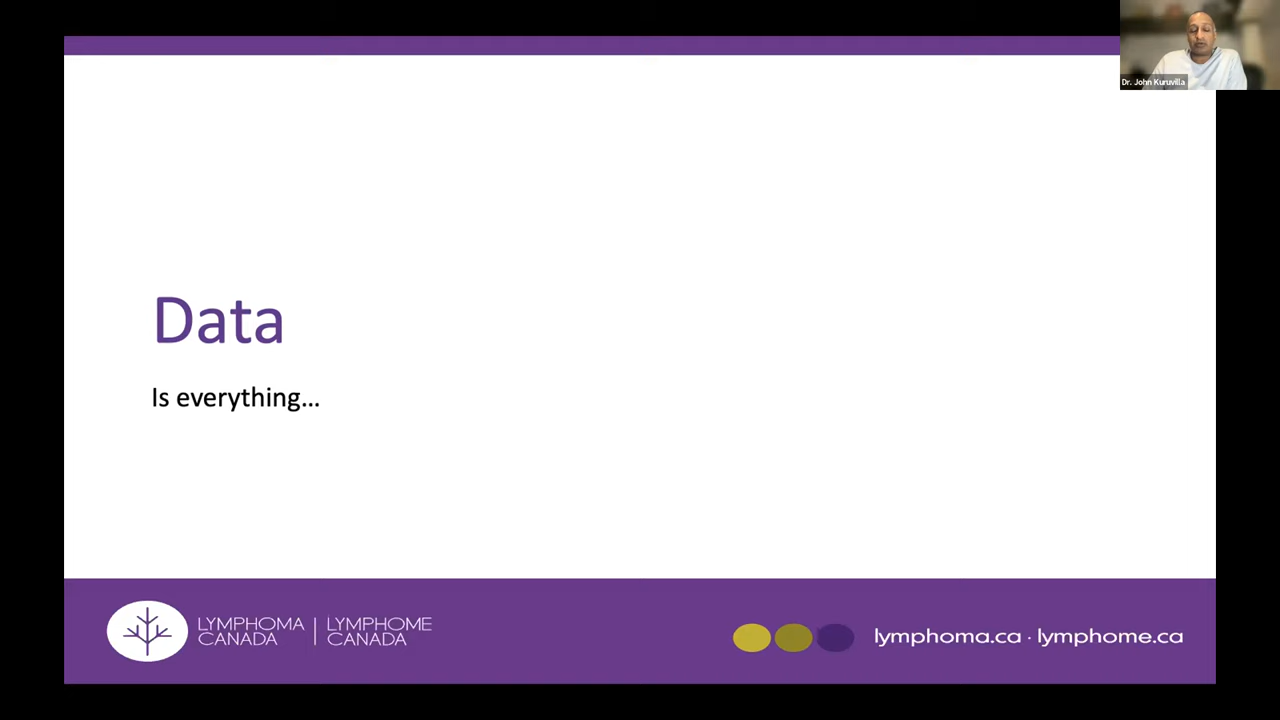 Dr. John Kuruvilla
Data
Is everything...
LYMPHOMA | LYMPHOME
CANADA | CANADA
lymphoma.ca · lymphome.ca